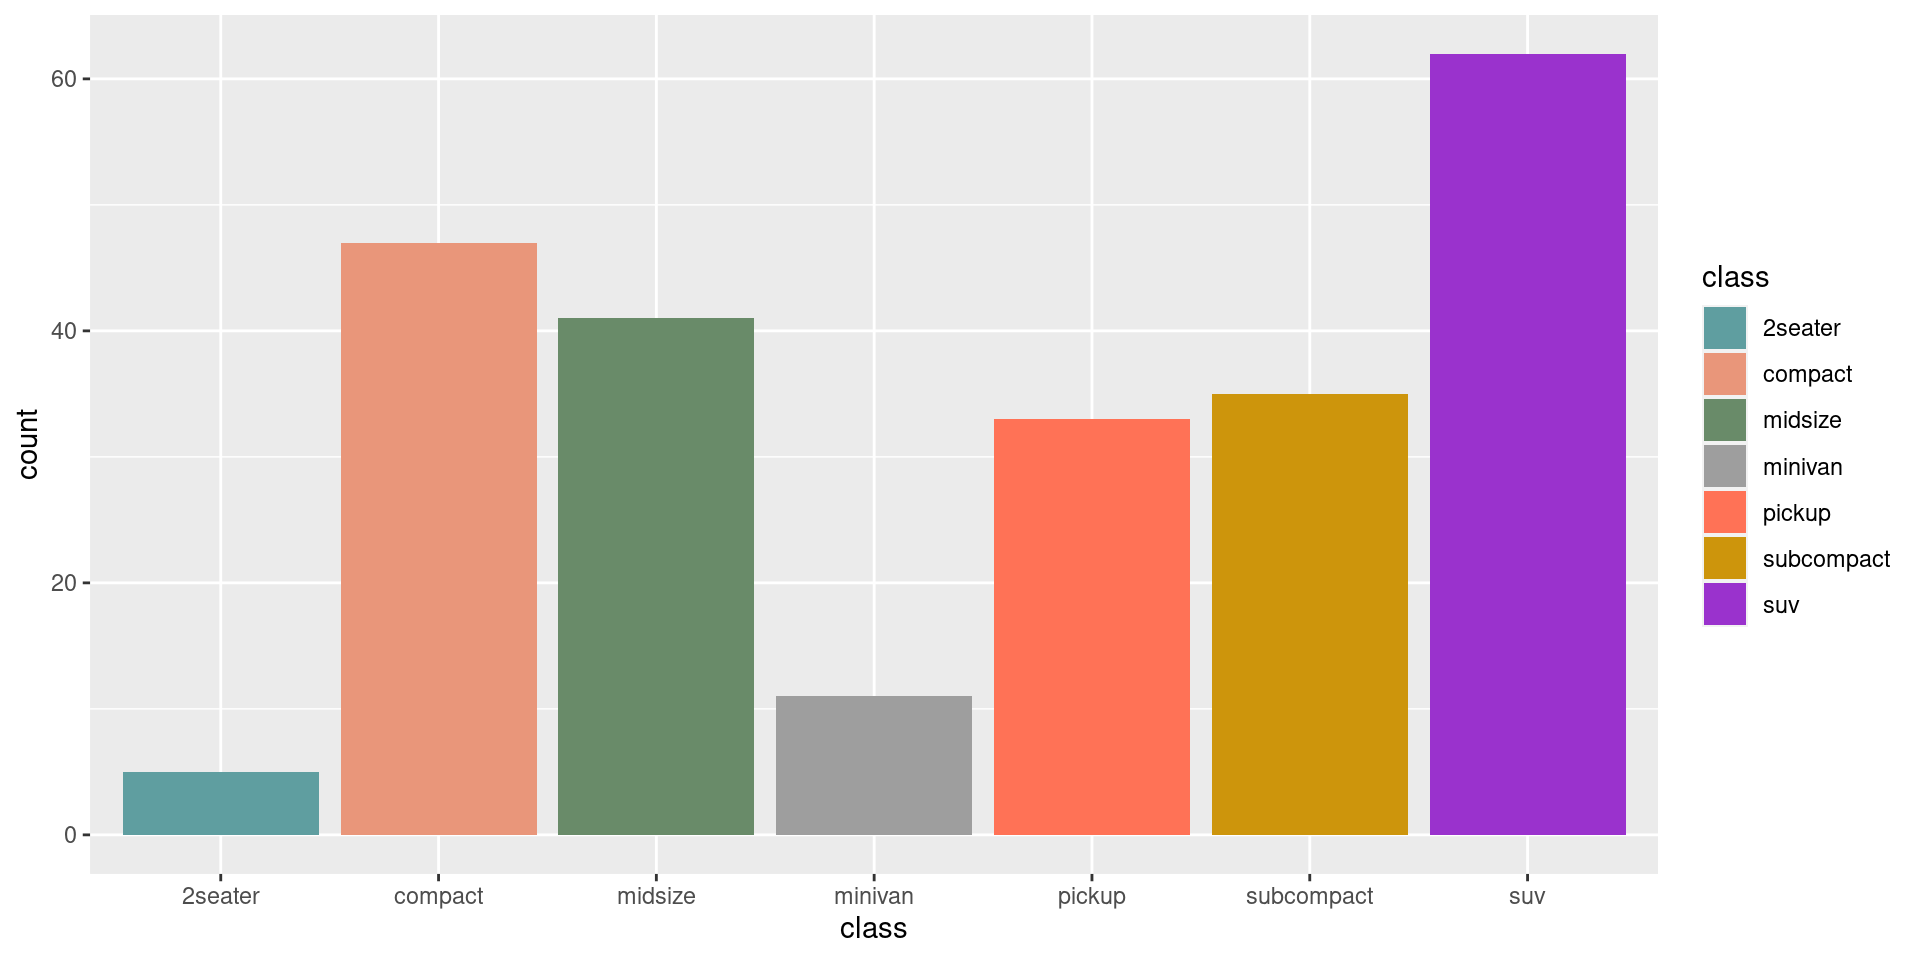 count
60
40
20
0
2seater
compact
midsize
minivan
pickup
subcompact
suv
class
class
2seater
compact
midsize
minivan
pickup
subcompact
suv